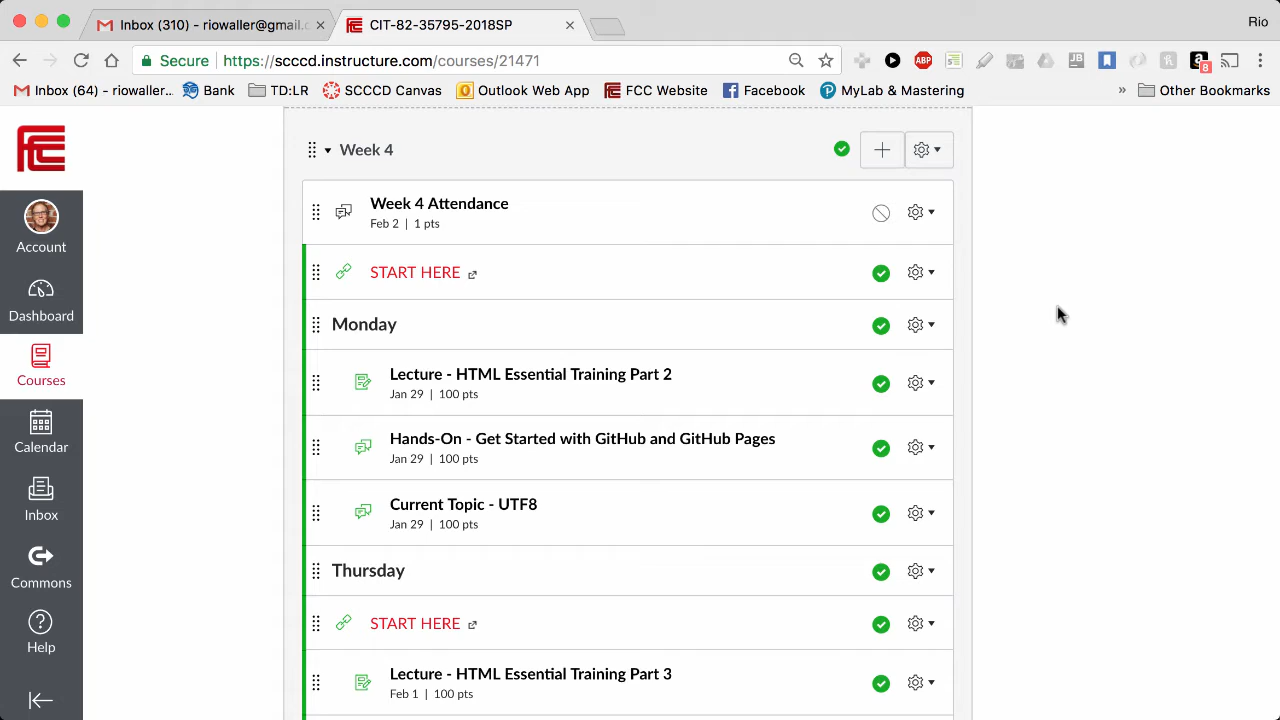 Inbox (310) - riowaller@gmail.c
CIT-82-35795-2018SP
Rio
Secure
https://scccd.instructure.com/courses/21471
ABP
JB
a
8
Inbox (64) - riowaller..
Bank
TD:LR
SCCCD Canvas
Outlook Web App
FCC Website
Facebook
MyLab & Mastering
»
Other Bookmarks
FCC
Account
Dashboard
Courses
Calendar
Inbox
Commons
Help
Week 4
Week 4 Attendance
Feb 2 | 1 pts
START HERE
Monday
Lecture - HTML Essential Training Part 2
Jan 29 | 100 pts
Hands-On - Get Started with GitHub and GitHub Pages
Jan 29 | 100 pts
Current Topic - UTF8
Jan 29 | 100 pts
Thursday
START HERE
Lecture - HTML Essential Training Part 3
Feb 1 | 100 pts